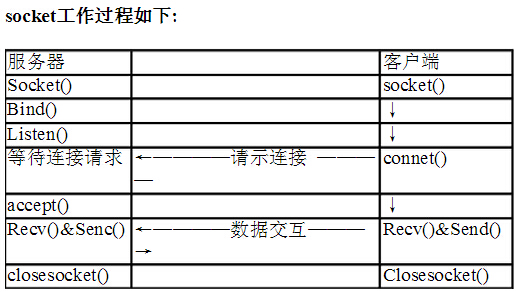 socket工作过程如下:
服务器 客户端
Socket() socket()
Bind() ↓
Listen() ↓
等待连接请求 ←————请示连接 ——— connet()
—
accept() ↓
Recv()&Senc() ←————数据交互——— Recv()&Send()
→
closesocket() Closesocket()